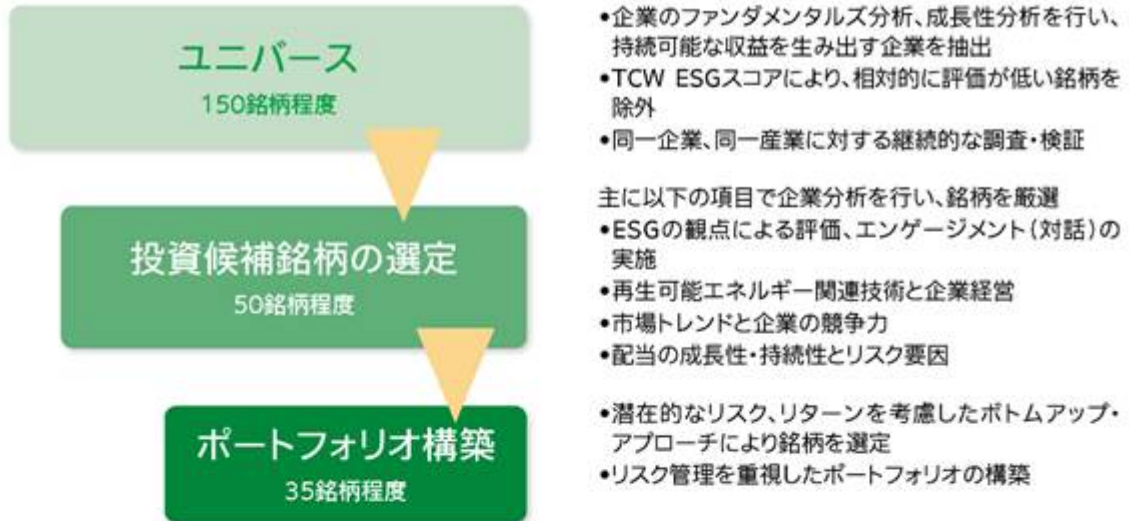 ユニバース
150銘柄程度
•企業のファンダメンタルズ分析、成長性分析を行い、
持続可能な収益を生み出す企業を抽出
•TCW ESGスコアにより、相対的に評価が低い銘柄を
除外
•同一企業、同一産業に対する継続的な調査・検証
投資候補銘柄の選定
50銘柄程度
主に以下の項目で企業分析を行い、銘柄を厳選
•ESGの観点による評価、エンゲージメント(対話)の
実施
•再生可能エネルギー関連技術と企業経営
•市場トレンドと企業の競争力
•配当の成長性・持続性とリスク要因
ポートフォリオ構築
35銘柄程度
•潜在的なリスク、リターンを考慮したボトムアップ・
アプローチにより銘柄を選定
•リスク管理を重視したポートフォリオの構築